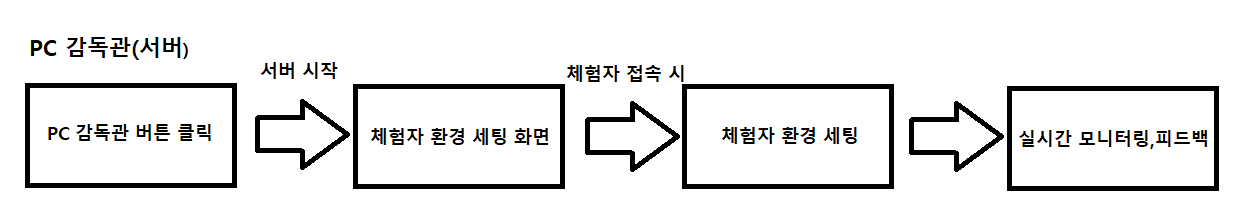 PC 감독관(서버)
서버 시작
체험자 접속 시
PC 감독관 버튼 클릭
체험자 환경 세팅 화면
체험자 환경 세팅
실시간 모니터링,피드백